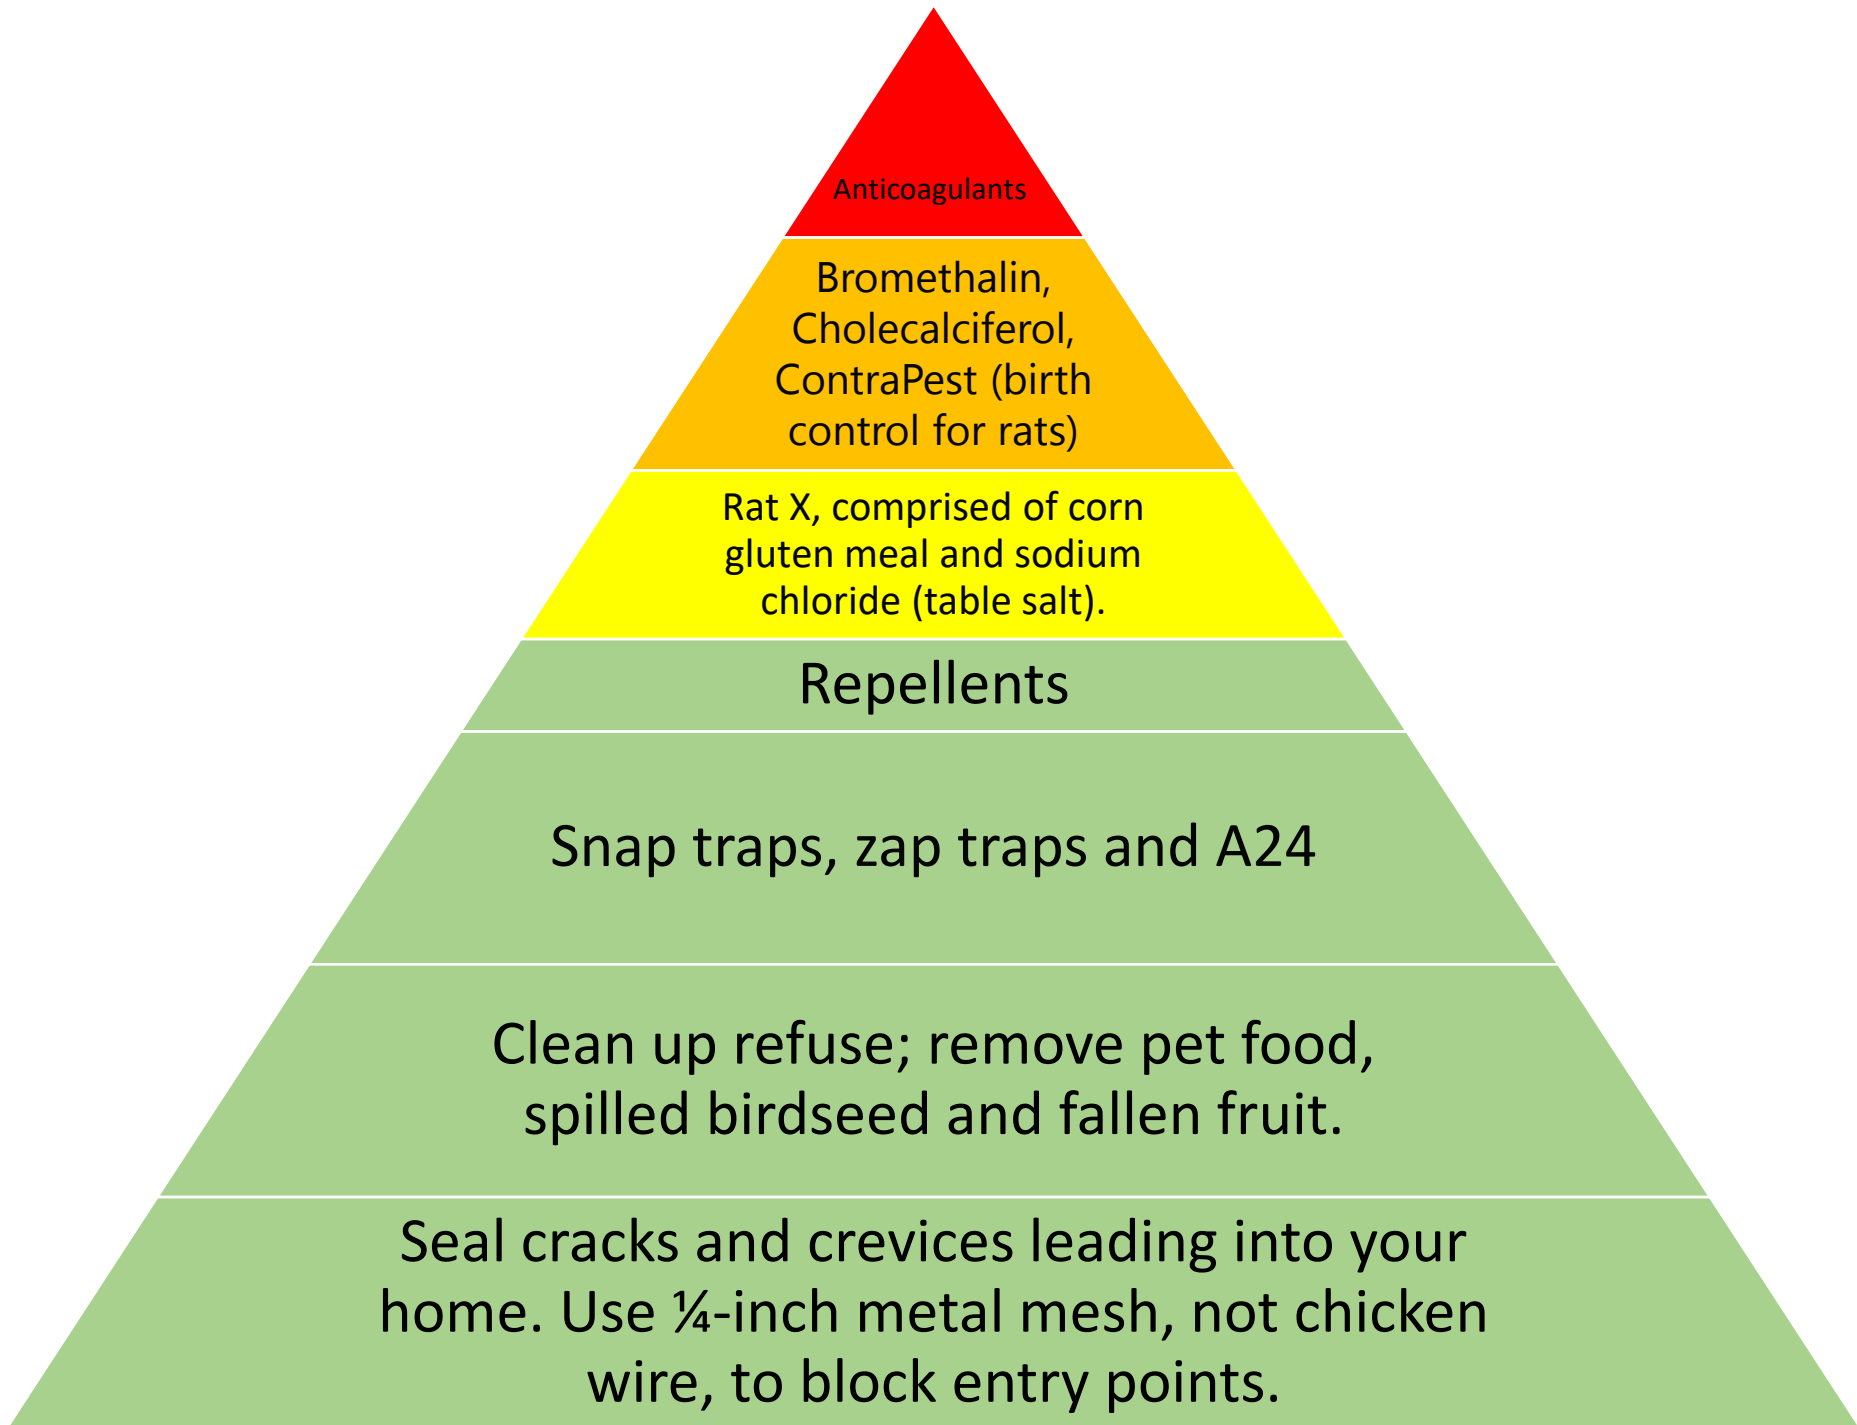 Anticoagulants
Bromethalin,
Cholecalciferol,
ContraPest (birth
control for rats)
Rat X, comprised of corn
gluten meal and sodium
chloride (table salt).
Repellents
Snap traps, zap traps and A24
Clean up refuse; remove pet food,
spilled birdseed and fallen fruit.
Seal cracks and crevices leading into your
home. Use ¼-inch metal mesh, not chicken
wire, to block entry points.